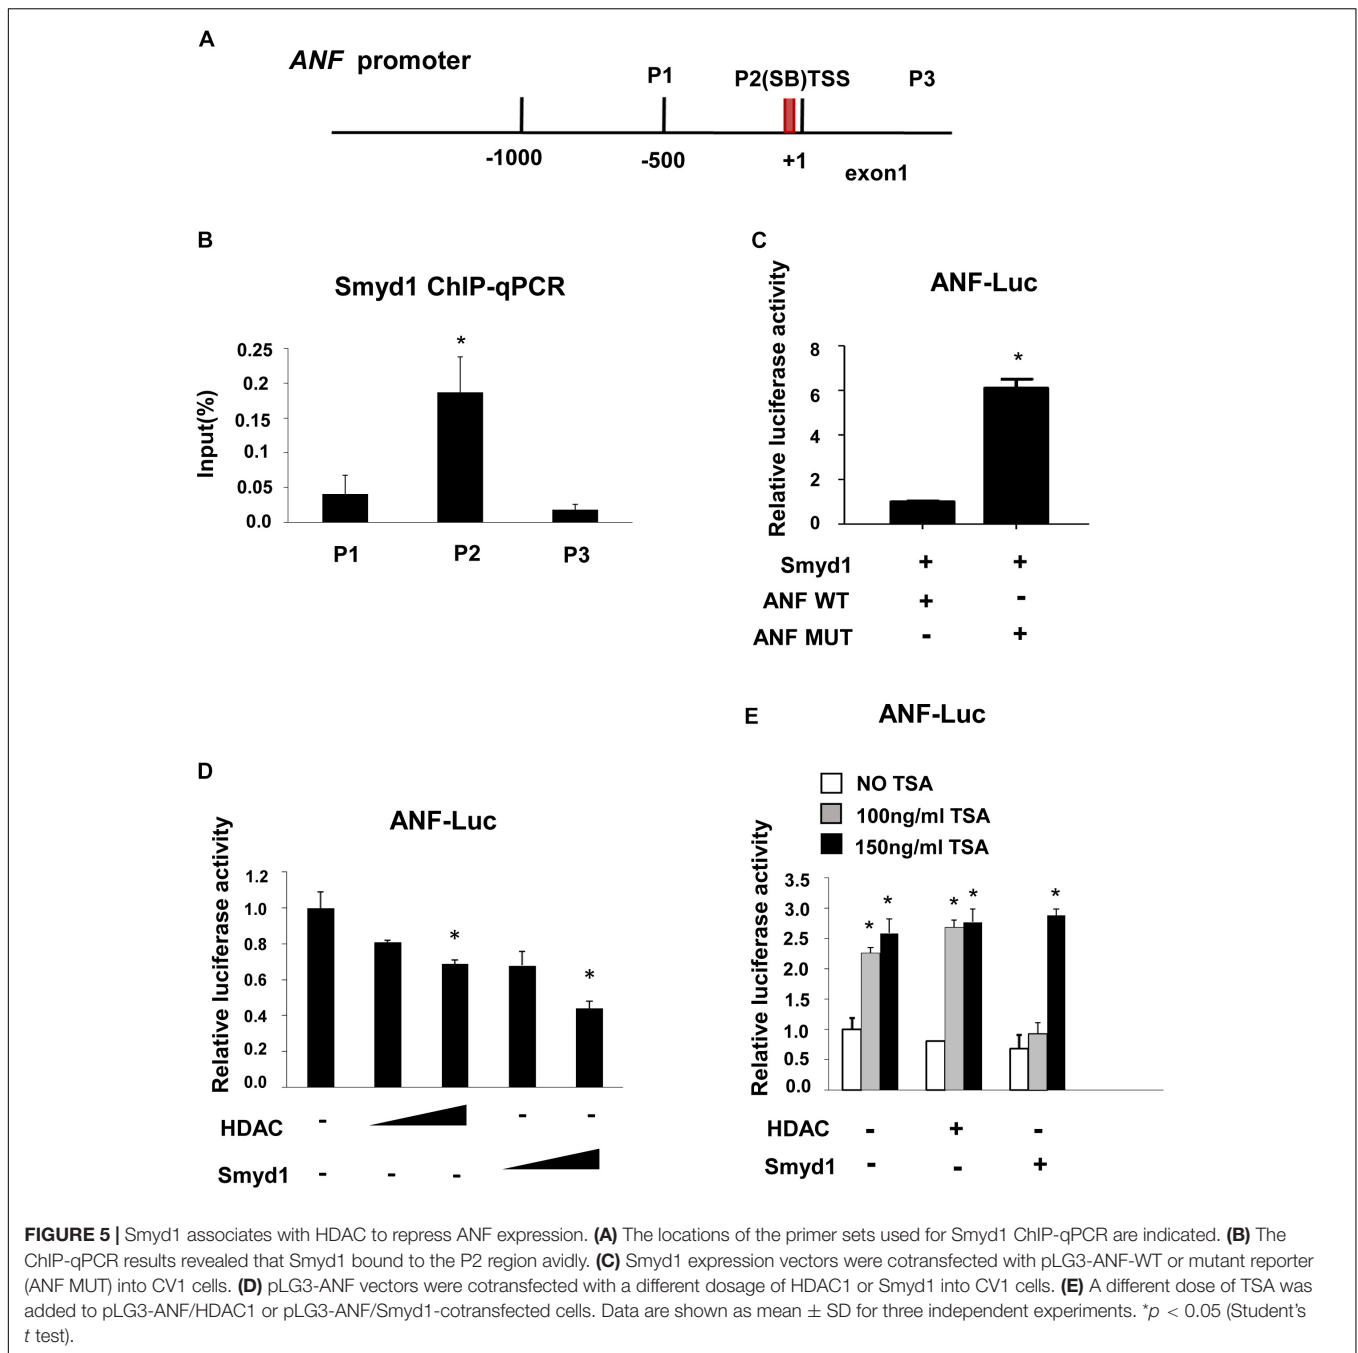 A
ANF promoter
P1
P2(SB)TSS
P3
-1000
-500
+1
exon1
B
Smyd1 ChIP-qPCR
Input(%)
0.25
0.2
0.15
0.1
0.05
0.0
*
P1
P2
P3
C
ANF-Luc
Relative luciferase activity
8
6
4
2
0
*
Smyd1 + +
ANF WT + -
ANF MUT - +
D
ANF-Luc
Relative luciferase activity
1.2
1.0
0.8
0.6
0.4
0.2
0.0
* *
HDAC - - -
Smyd1 - - -
E
ANF-Luc
NO TSA
100ng/ml TSA
150ng/ml TSA
Relative luciferase activity
3.5
3.0
2.5
2.0
1.5
1.0
0.5
0.0
* * * * *
HDAC - + -
Smyd1 - - +
FIGURE 5 | Smyd1 associates with HDAC to repress ANF expression. (A) The locations of the primer sets used for Smyd1 ChIP-qPCR are indicated. (B) The
ChIP-qPCR results revealed that Smyd1 bound to the P2 region avidly. (C) Smyd1 expression vectors were cotransfected with pLG3-ANF-WT or mutant reporter
(ANF MUT) into CV1 cells. (D) pLG3-ANF vectors were cotransfected with a different dosage of HDAC1 or Smyd1 into CV1 cells. (E) A different dose of TSA was
added to pLG3-ANF/HDAC1 or pLG3-ANF/Smyd1-cotransfected cells. Data are shown as mean ± SD for three independent experiments. *p < 0.05 (Student's
t test).